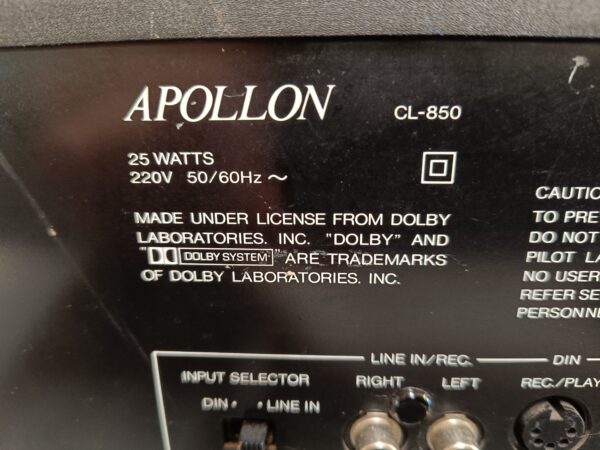 APOLLON CL-850
25 WATTS
220V 50/60Hz ~
MADE UNDER LICENSE FROM DOLBY
LABORATORIES. INC. "DOLBY" AND
"DOLBY SYSTEM" ARE TRADEMARKS
OF DOLBY LABORATORIES. INC.
CAUTIO
TO PRE
DO NOT
PILOT LA
NO USER
REFER SE
PERSONNE
LINE IN/REC. DIN
INPUT SELECTOR RIGHT LEFT REC./PLAY
DIN • • LINE IN